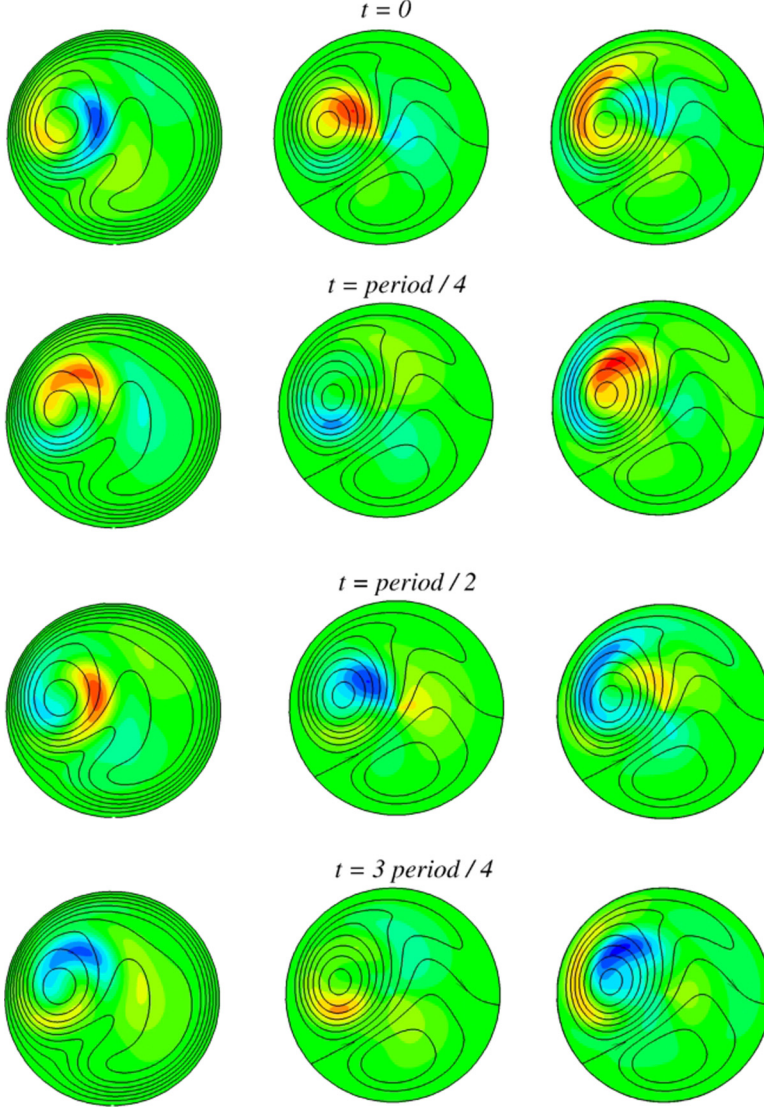 t = 0
t = period / 4
t = period / 2
t = 3 period / 4